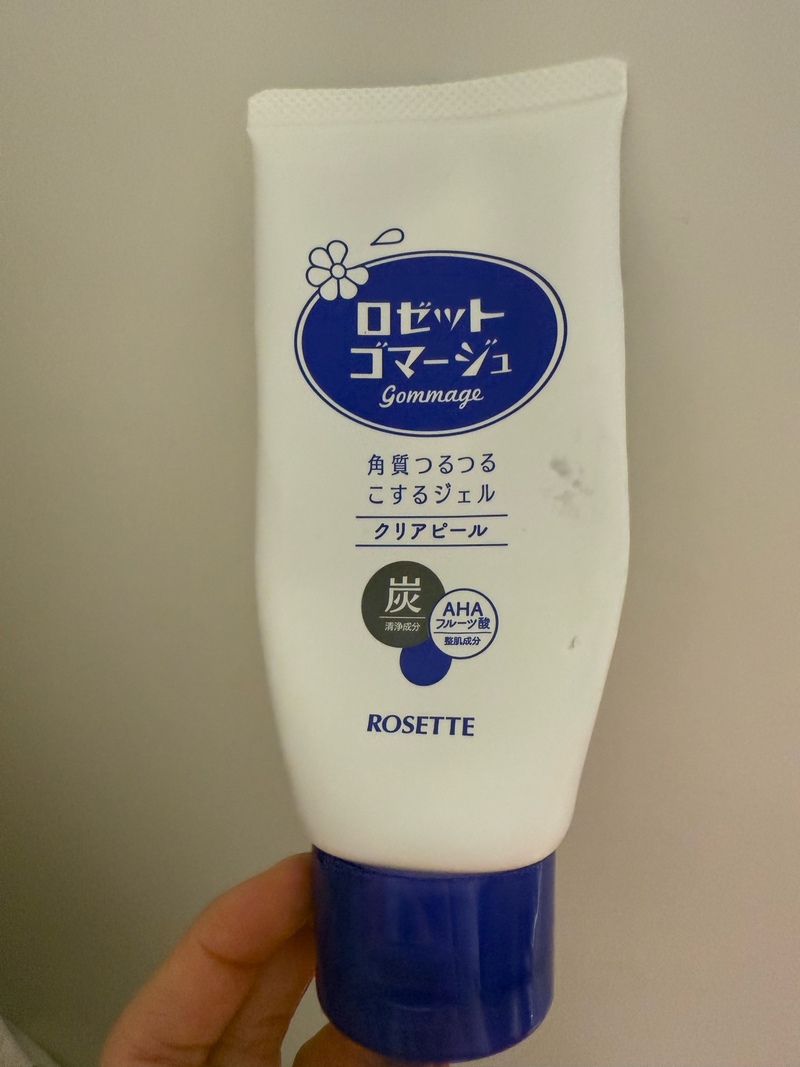 ロゼット
ゴマージュ
Gommage
角質つるつる
こするジェル
クリアピール
炭
清浄成分
AHA
フルーツ酸
整肌成分
ROSETTE